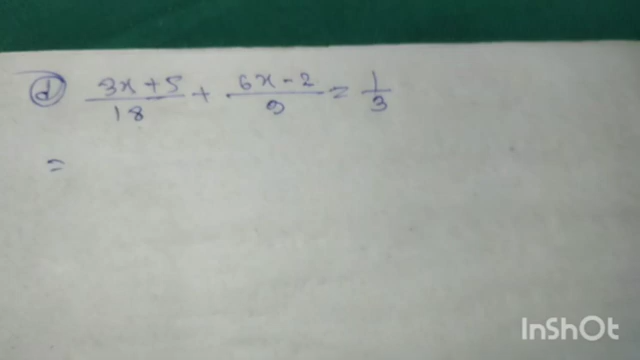 (d) 3x+5/18 + 6x-2/9 = 1/3
=
InShOt